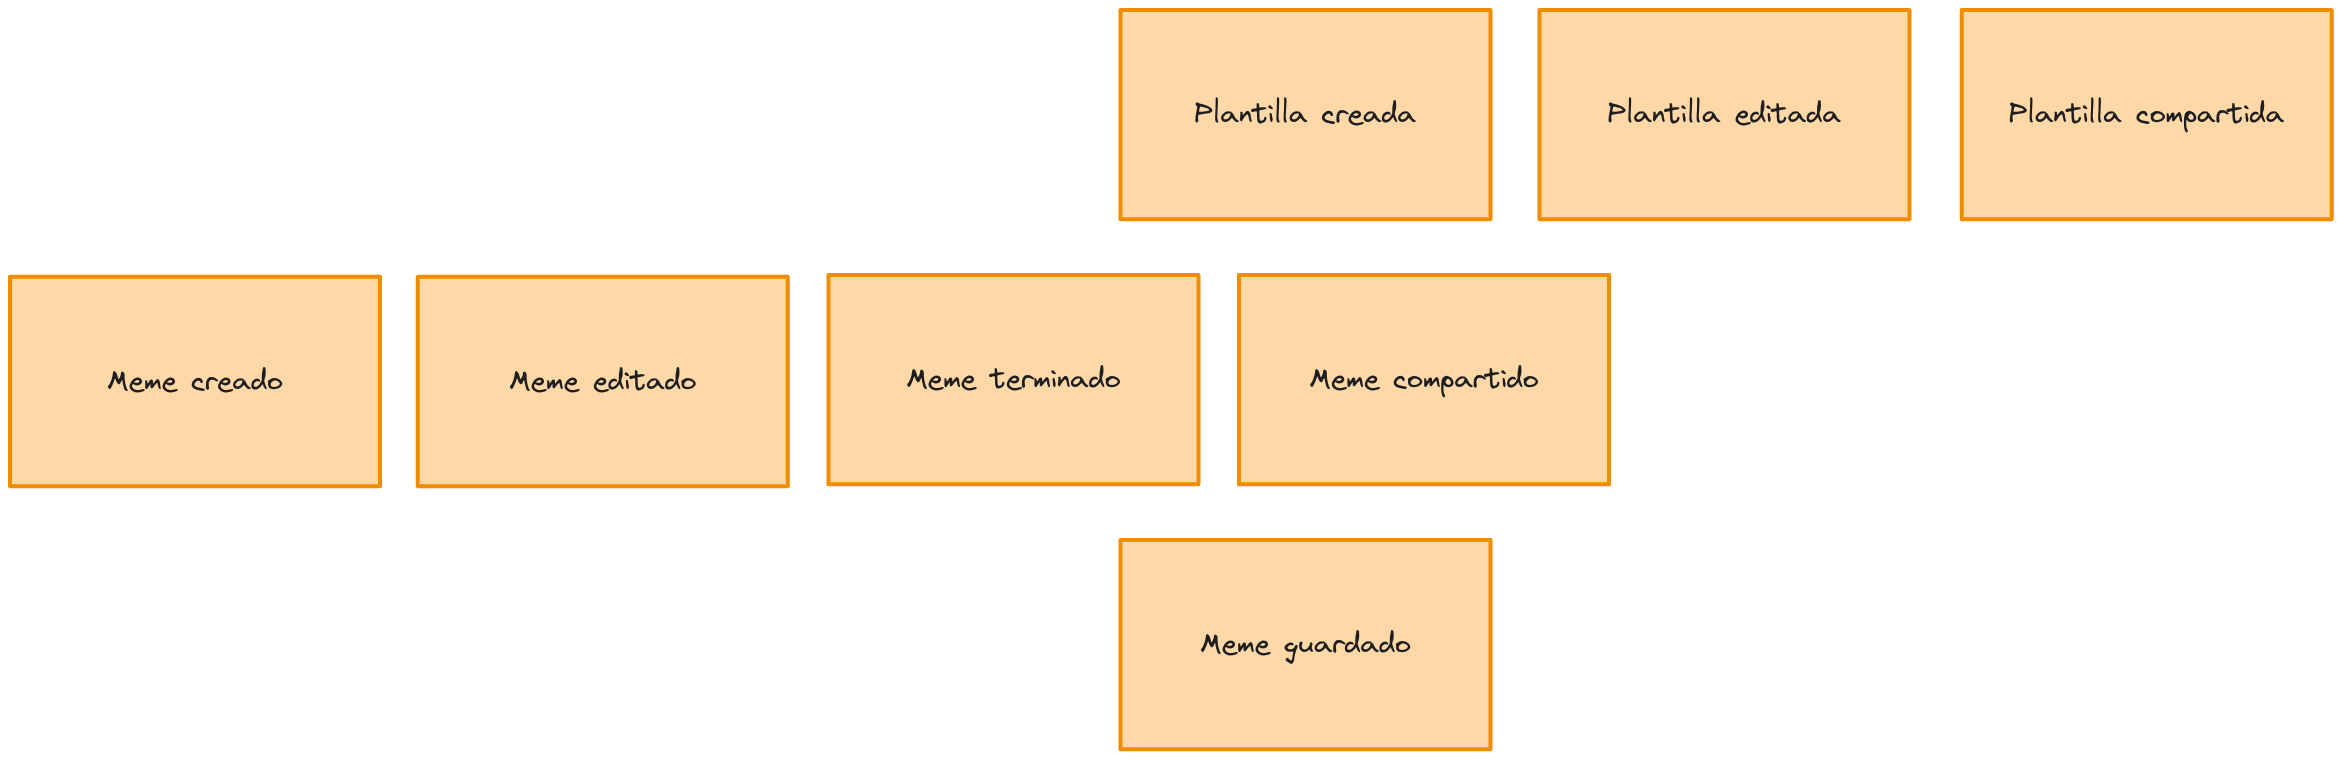 Plantilla creada
Plantilla editada
Plantilla compartida
Meme creado
Meme editado
Meme terminado
Meme compartido
Meme guardado